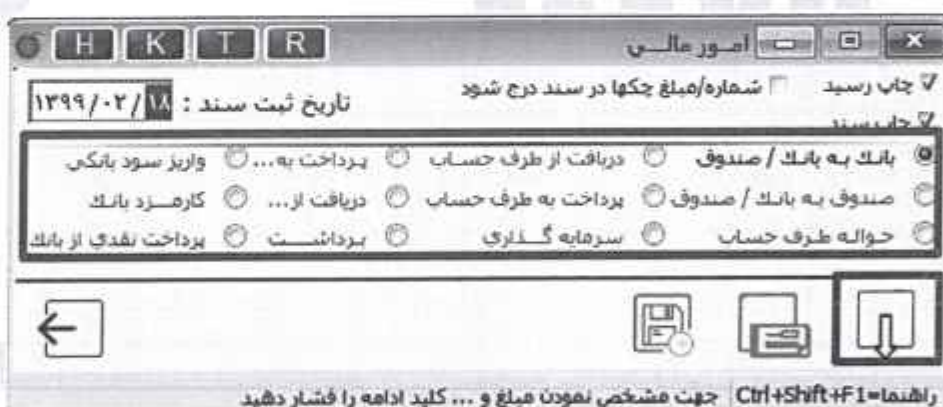 H K T R امور مالی
چاپ رسید شماره/مبلغ چکها در سند درج شود تاریخ ثبت سند : ۱۳۹۹/۰۲/۱۸
چاپ سند
بانک به بانک / صندوق دریافت از طرف حساب پرداخت به... واریز سود بانکی
صندوق به بانک / صندوق پرداخت به طرف حساب دریافت از... کارمزد بانک
حواله طرف حساب سرمایه گذاری برداشت پرداخت نقدی از بانک
راهنما=Ctrl+Shift+F1 جهت مشخص نمودن مبلغ و ... کلید ادامه را فشار دهید